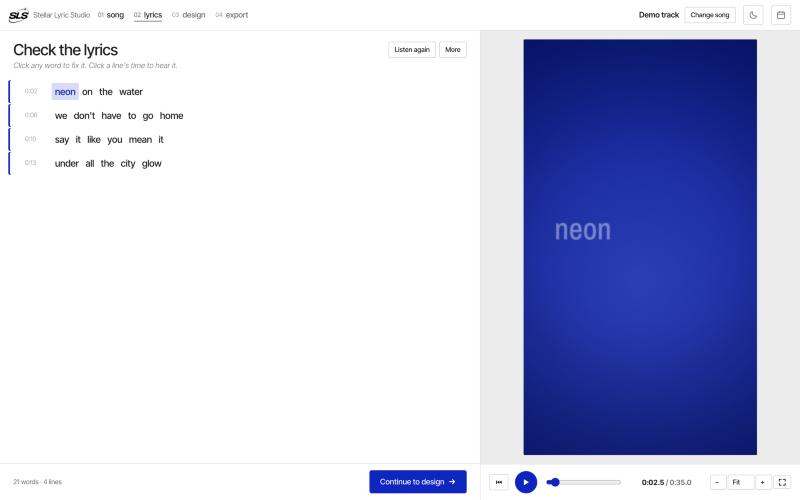 SLS Stellar Lyric Studio 01 song 02 lyrics 03 design 04 export Demo track Change song
Check the lyrics
Listen again More
Click any word to fix it. Click a line's time to hear it.
0:02 neon on the water
0:06 we don't have to go home
0:10 say it like you mean it
0:13 under all the city glow
neon
21 words · 4 lines Continue to design → 0:02.5 / 0:35.0 − Fit +